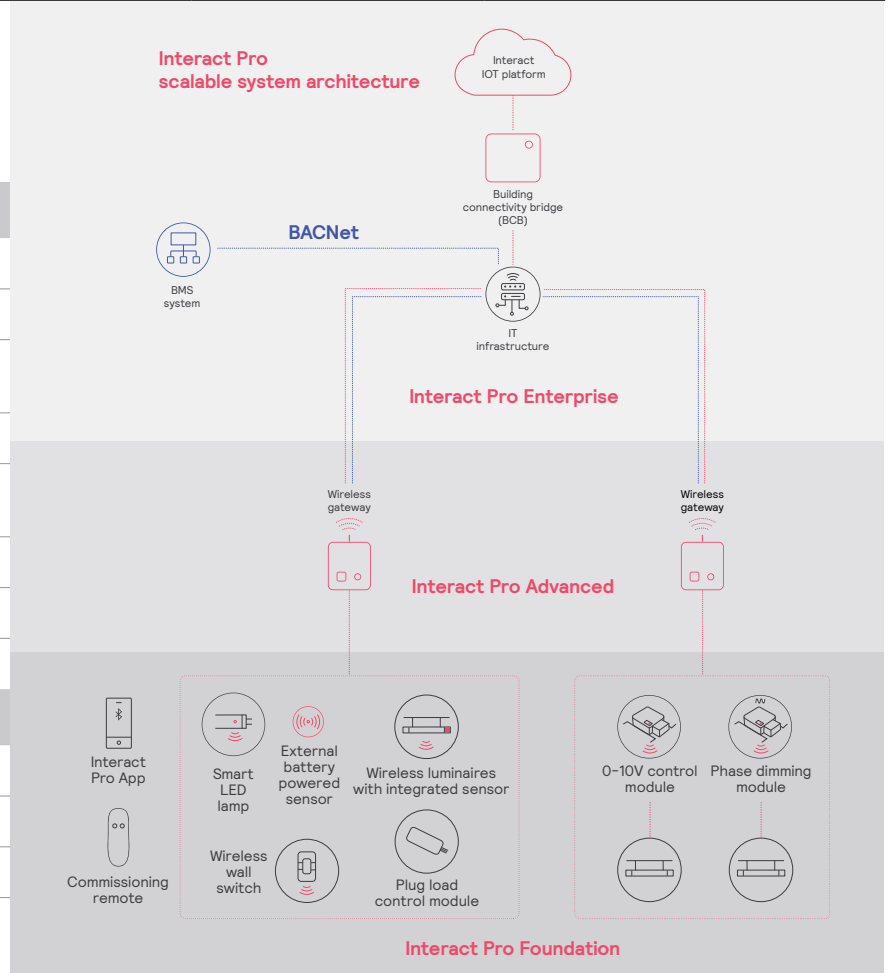 Interact Pro
scalable system architecture
Interact
IOT platform
Building
connectivity bridge
(BCB)
BACNet
BMS
system
IT
infrastructure
Interact Pro Enterprise
Wireless
gateway
Wireless
gateway
Interact Pro Advanced
Interact
Pro App
Commissioning
remote
Smart
LED
lamp
External
battery
powered
sensor
Wireless luminaires
with integrated sensor
Wireless
wall
switch
Plug load
control module
0-10V control
module
Phase dimming
module
Interact Pro Foundation